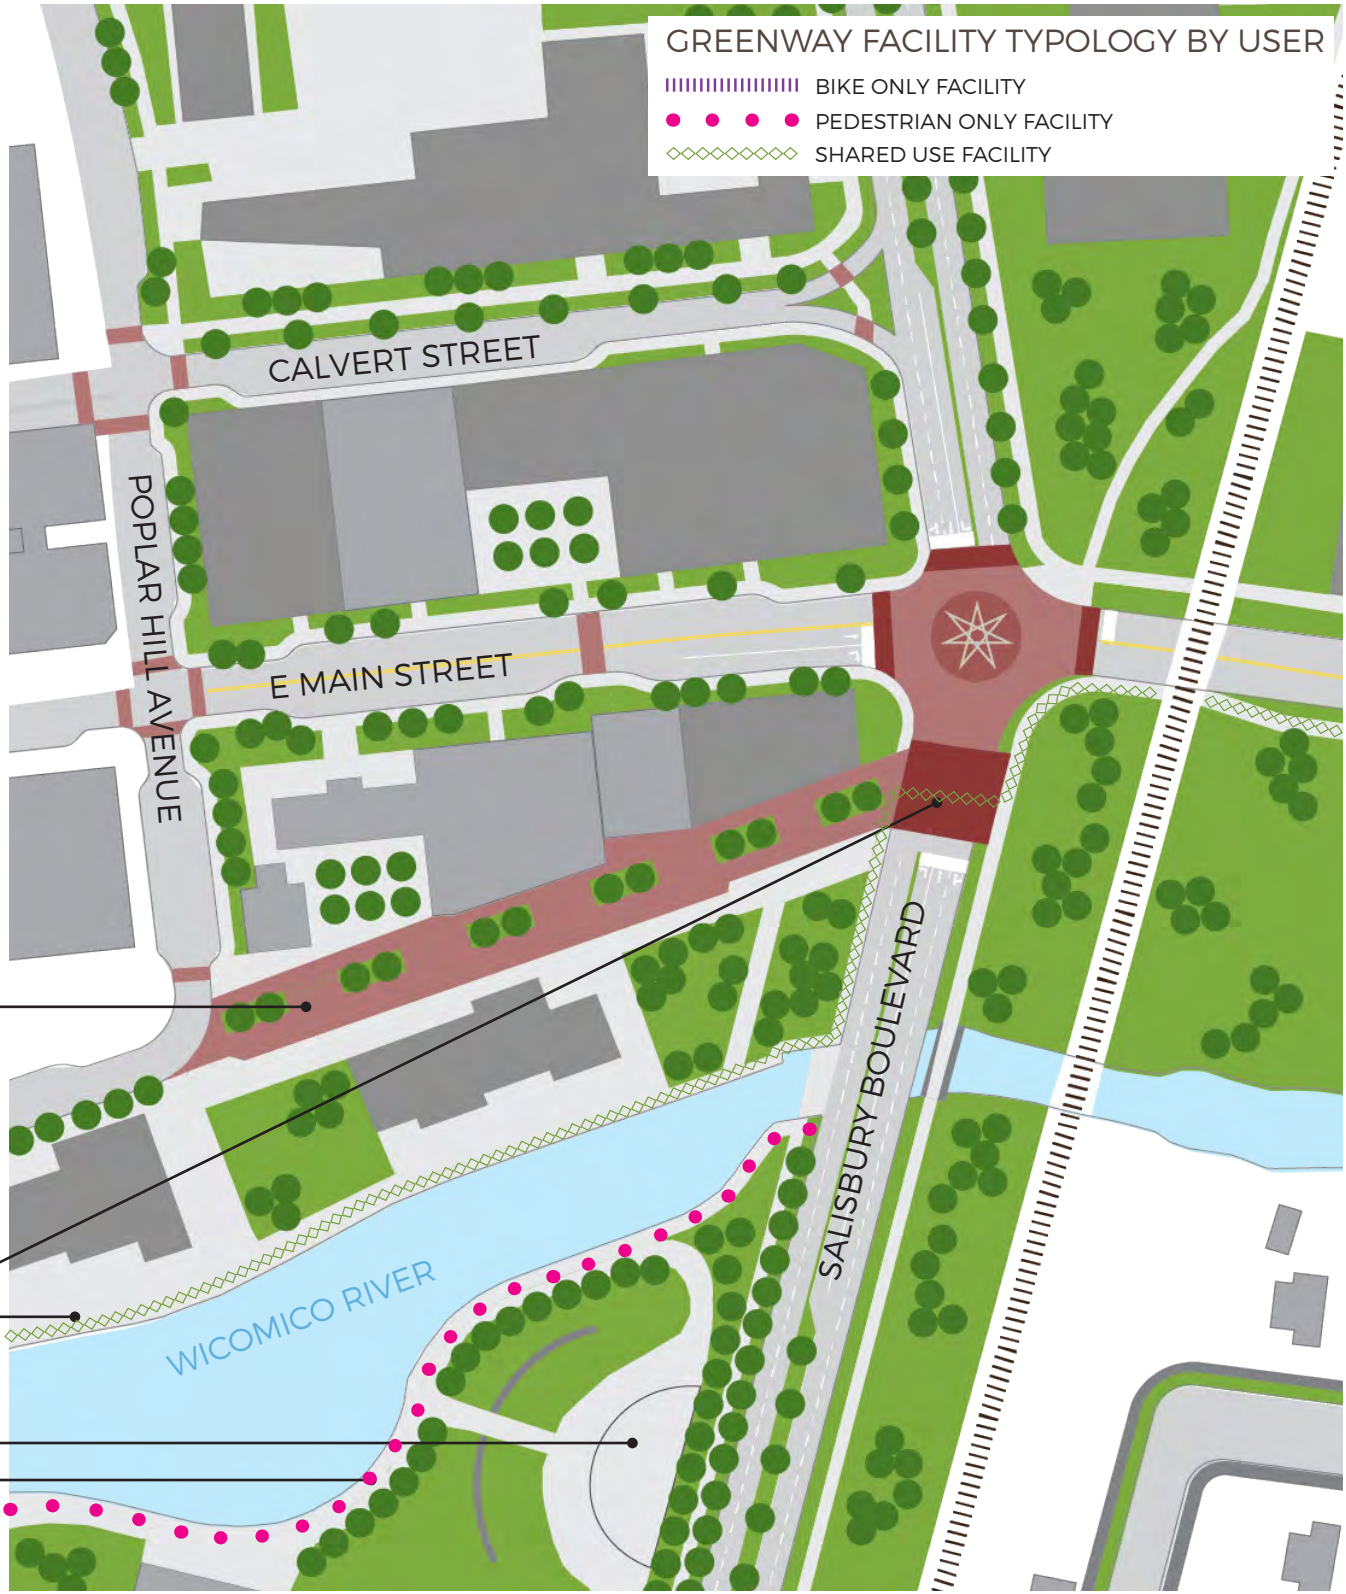 GREENWAY FACILITY TYPOLOGY BY USER
BIKE ONLY FACILITY
PEDESTRIAN ONLY FACILITY
SHARED USE FACILITY
CALVERT STREET
POPLAR HILL AVENUE
E MAIN STREET
SALISBURY BOULEVARD
WICOMICO RIVER